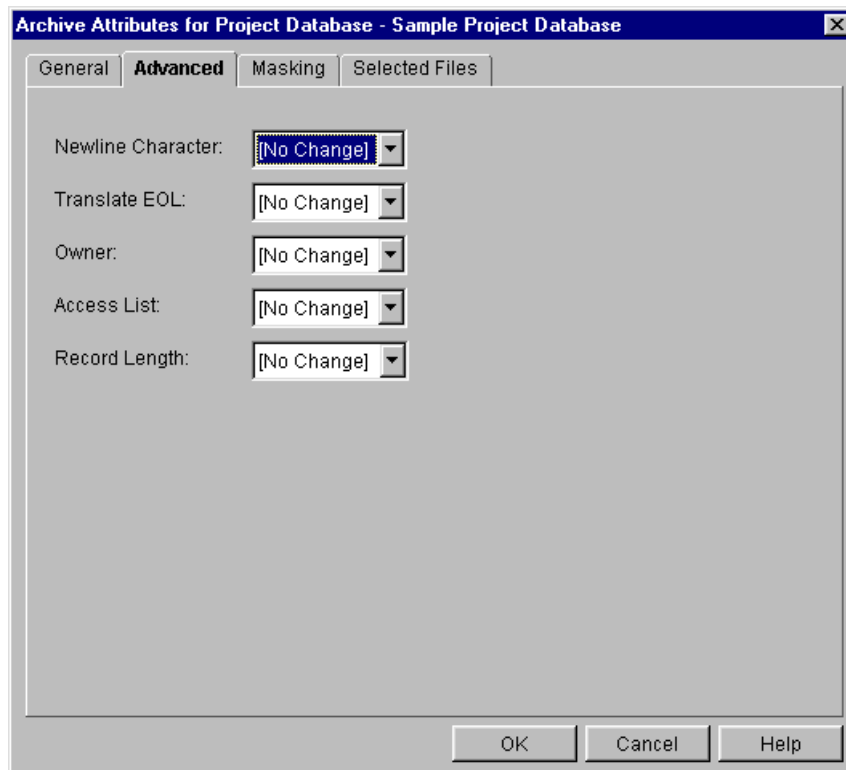 Archive Attributes for Project Database - Sample Project Database
General Advanced Masking Selected Files
Newline Character: [No Change]
Translate EOL: [No Change]
Owner: [No Change]
Access List: [No Change]
Record Length: [No Change]
OK Cancel Help